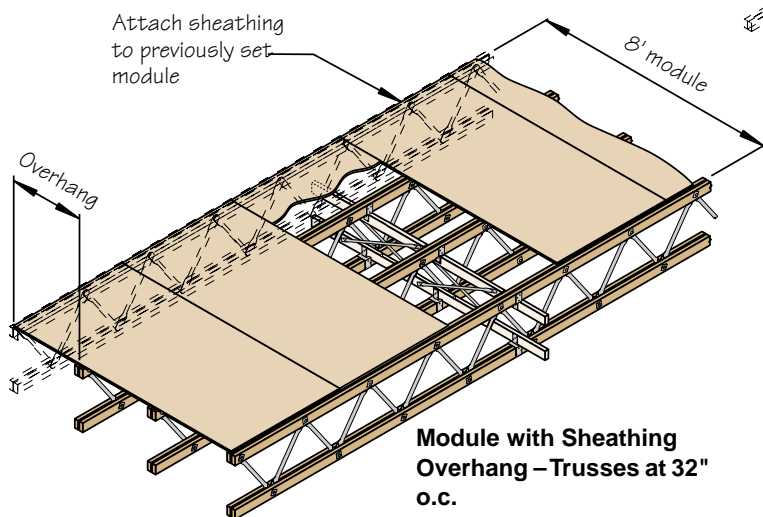 Attach sheathing
to previously set
module
8' module
Overhang
Module with Sheathing
Overhang – Trusses at 32"
o.c.